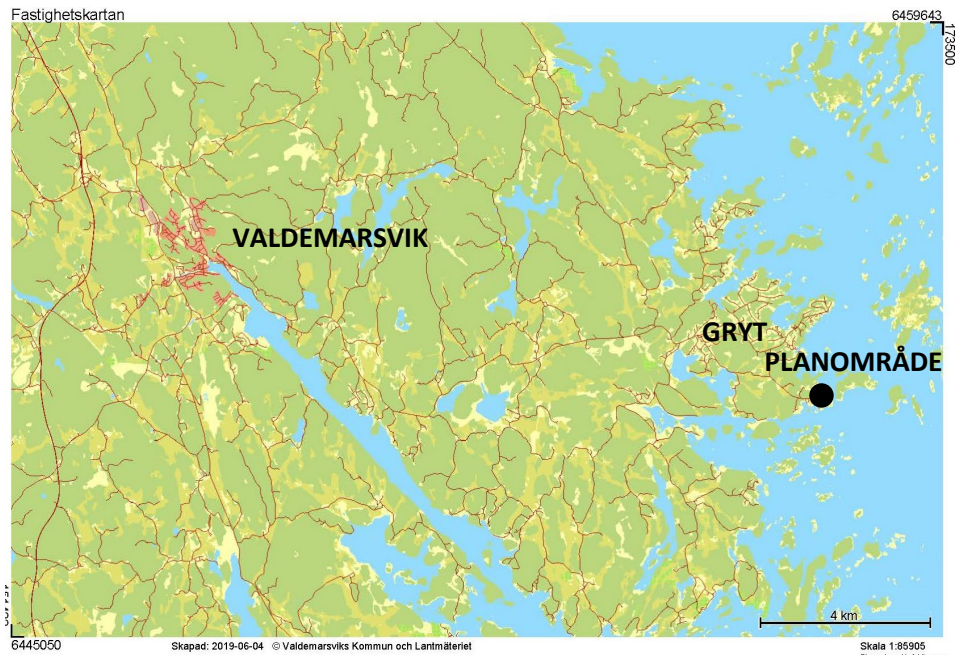 Fastighetskartan
6459643
173500
VALDEMARSVIK
GRYT
PLANOMRÅDE
4 km
6445050
Skapad: 2019-06-04 © Valdemarsviks Kommun och Lantmäteriet
Skala 1:85905